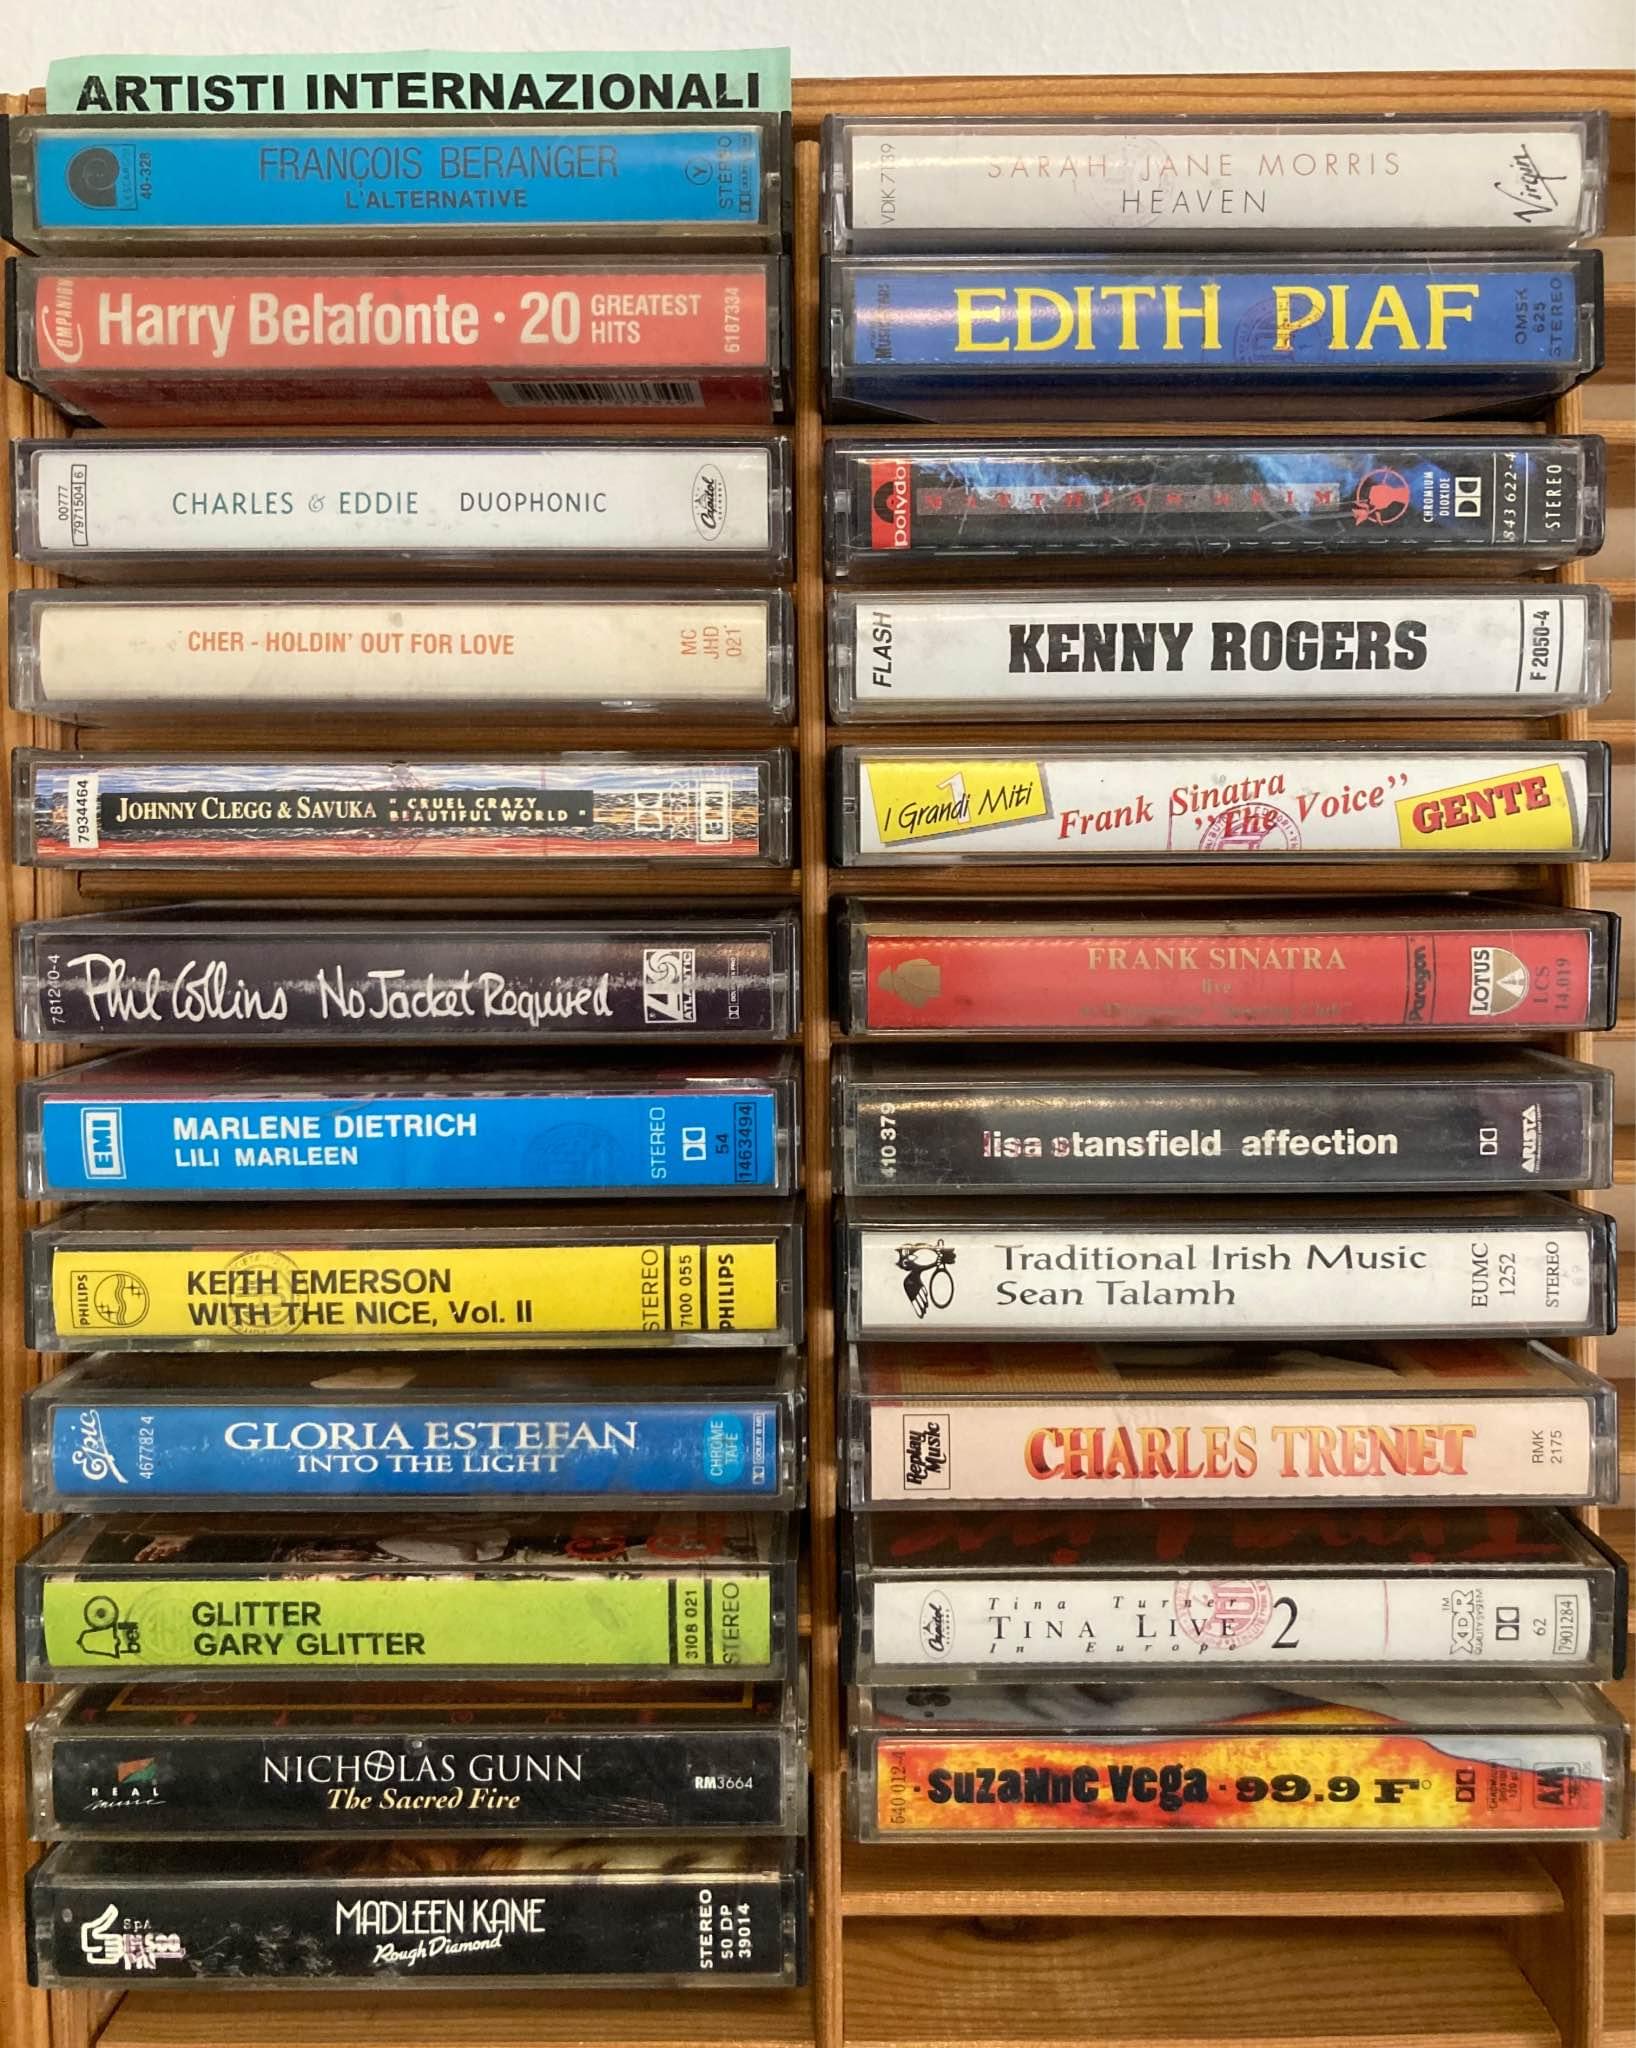 ARTISTI INTERNAZIONALI
40-328
FRANÇOIS BERANGER
L'ALTERNATIVE
STÉRÉO
COMPANION
Harry Belafonte · 20 GREATEST
HITS
6187334
00777
7971504 6
CHARLES & EDDIE DUOPHONIC
Capitol
CHER - HOLDIN' OUT FOR LOVE
MC
JHD
021
7934464
JOHNNY CLEGG & SAVUKA " CRUEL CRAZY
BEAUTIFUL WORLD "
EMI
781240-4
Phil Collins No Jacket Required
ATLANTIC
EMI
MARLENE DIETRICH
LILI MARLEEN
STEREO
54
1463494
PHILIPS
KEITH EMERSON
WITH THE NICE, Vol. II
STEREO
7100 055
PHILIPS
Epic
467782 4
GLORIA ESTEFAN
INTO THE LIGHT
CHROME
TAPE
bell
GLITTER
GARY GLITTER
3108 021
STEREO
REAL
music
NICHOLAS GUNN
The Sacred Fire
RM3664
SpA
MADLEEN KANE
Rough Diamond
STEREO
50 DP
39014
VDIK 7139
SARAH JANE MORRIS
HEAVEN
Virgin
EDITH PIAF
OMSK
625
STEREO
polydor
CHROMIUM
DIOXIDE
843 622-4
STEREO
FLASH
KENNY ROGERS
F 2050-4
I Grandi Miti
1
Frank Sinatra
"The Voice"
GENTE
FRANK SINATRA
live
Paragon
LOTUS
LCS
14.019
410 379
lisa stansfield affection
ARISTA
Traditional Irish Music
Sean Talamh
EUMC
1252
STEREO
Replay
Music
CHARLES TRENET
RMK
2175
Capitol
Tina Turner
TINA LIVE 2
In Europe
XDR
TM
62
7901284
540 012-4
· suzanne vega · 99.9 F°
A&M